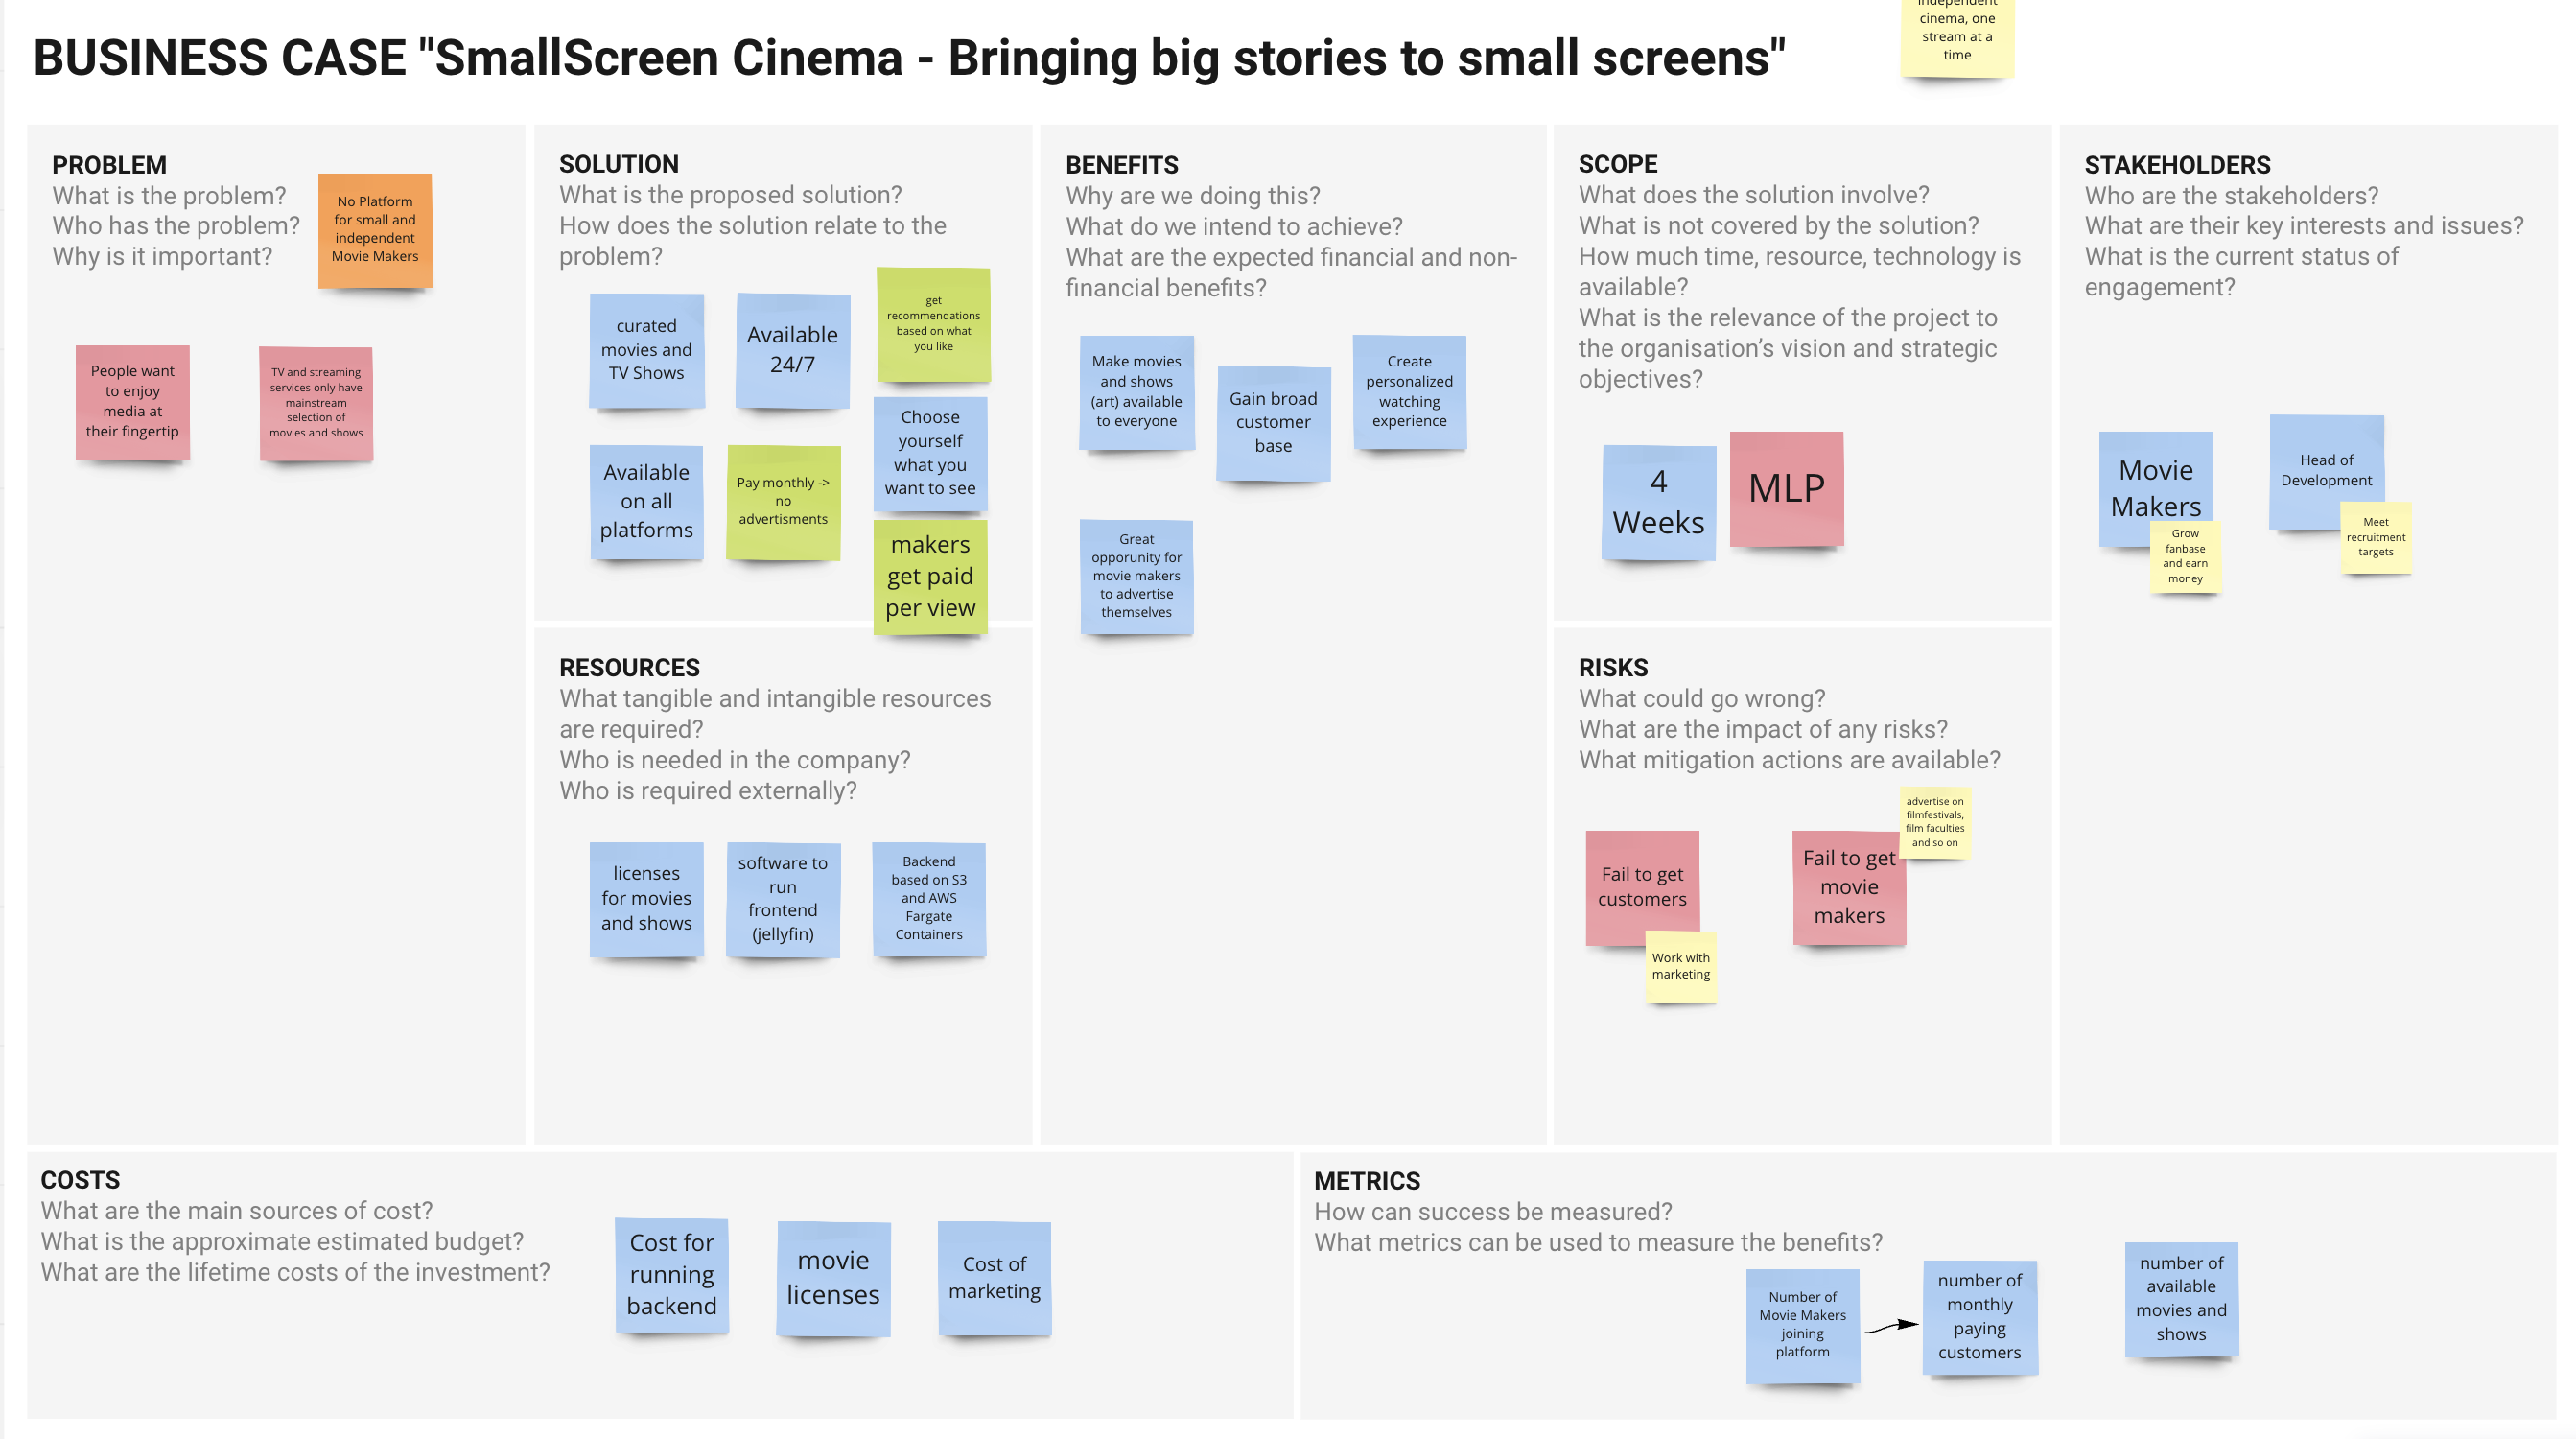 independent
cinema, one
stream at a
time
BUSINESS CASE "SmallScreen Cinema - Bringing big stories to small screens"
PROBLEM
What is the problem?
Who has the problem?
Why is it important?
No Platform
for small and
independent
Movie Makers
People want
to enjoy
media at
their fingertip
TV and streaming
services only have
mainstream
selection of
movies and shows
SOLUTION
What is the proposed solution?
How does the solution relate to the
problem?
curated
movies and
TV Shows
Available
24/7
get
recommendations
based on what
you like
Available
on all
platforms
Pay monthly ->
no
advertisments
Choose
yourself
what you
want to see
makers
get paid
per view
RESOURCES
What tangible and intangible resources
are required?
Who is needed in the company?
Who is required externally?
licenses
for movies
and shows
software to
run
frontend
(jellyfin)
Backend
based on S3
and AWS
Fargate
Containers
BENEFITS
Why are we doing this?
What do we intend to achieve?
What are the expected financial and non-
financial benefits?
Make movies
and shows
(art) available
to everyone
Gain broad
customer
base
Create
personalized
watching
experience
Great
opporunity for
movie makers
to advertise
themselves
SCOPE
What does the solution involve?
What is not covered by the solution?
How much time, resource, technology is
available?
What is the relevance of the project to
the organisation’s vision and strategic
objectives?
4
Weeks
MLP
RISKS
What could go wrong?
What are the impact of any risks?
What mitigation actions are available?
Fail to get
customers
Work with
marketing
Fail to get
movie
makers
advertise on
filmfestivals,
film faculties
and so on
STAKEHOLDERS
Who are the stakeholders?
What are their key interests and issues?
What is the current status of
engagement?
Movie
Makers
Grow
fanbase
and earn
money
Head of
Development
Meet
recruitment
targets
COSTS
What are the main sources of cost?
What is the approximate estimated budget?
What are the lifetime costs of the investment?
Cost for
running
backend
movie
licenses
Cost of
marketing
METRICS
How can success be measured?
What metrics can be used to measure the benefits?
Number of
Movie Makers
joining
platform
number of
monthly
paying
customers
number of
available
movies and
shows